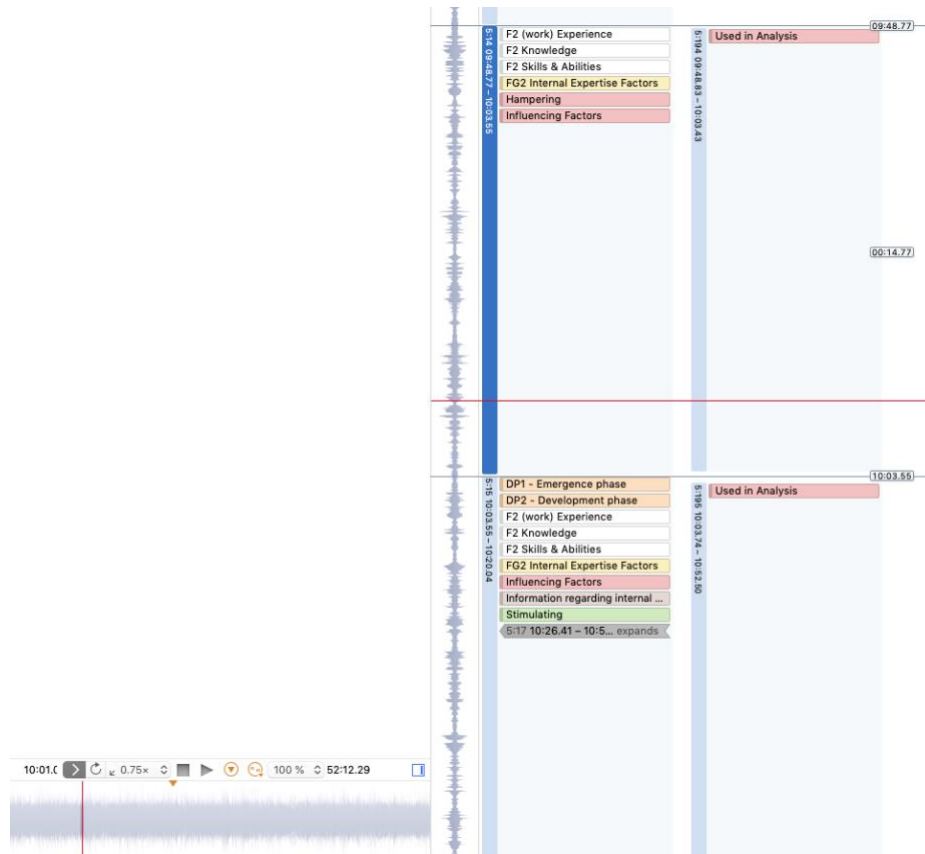 09:48.77
5:14 09:48.77 – 10:03.55
F2 (work) Experience
F2 Knowledge
F2 Skills & Abilities
FG2 Internal Expertise Factors
Hampering
Influencing Factors
5:194 09:48.83 – 10:03.43
Used in Analysis
00:14.77
10:03.55
5:15 10:03.55 – 10:20.04
DP1 - Emergence phase
DP2 - Development phase
F2 (work) Experience
F2 Knowledge
F2 Skills & Abilities
FG2 Internal Expertise Factors
Influencing Factors
Information regarding internal ...
Stimulating
5:17 10:26.41 – 10:5... expands
5:195 10:03.74 – 10:52.50
Used in Analysis
10:01.0 0.75× 100 % 52:12.29